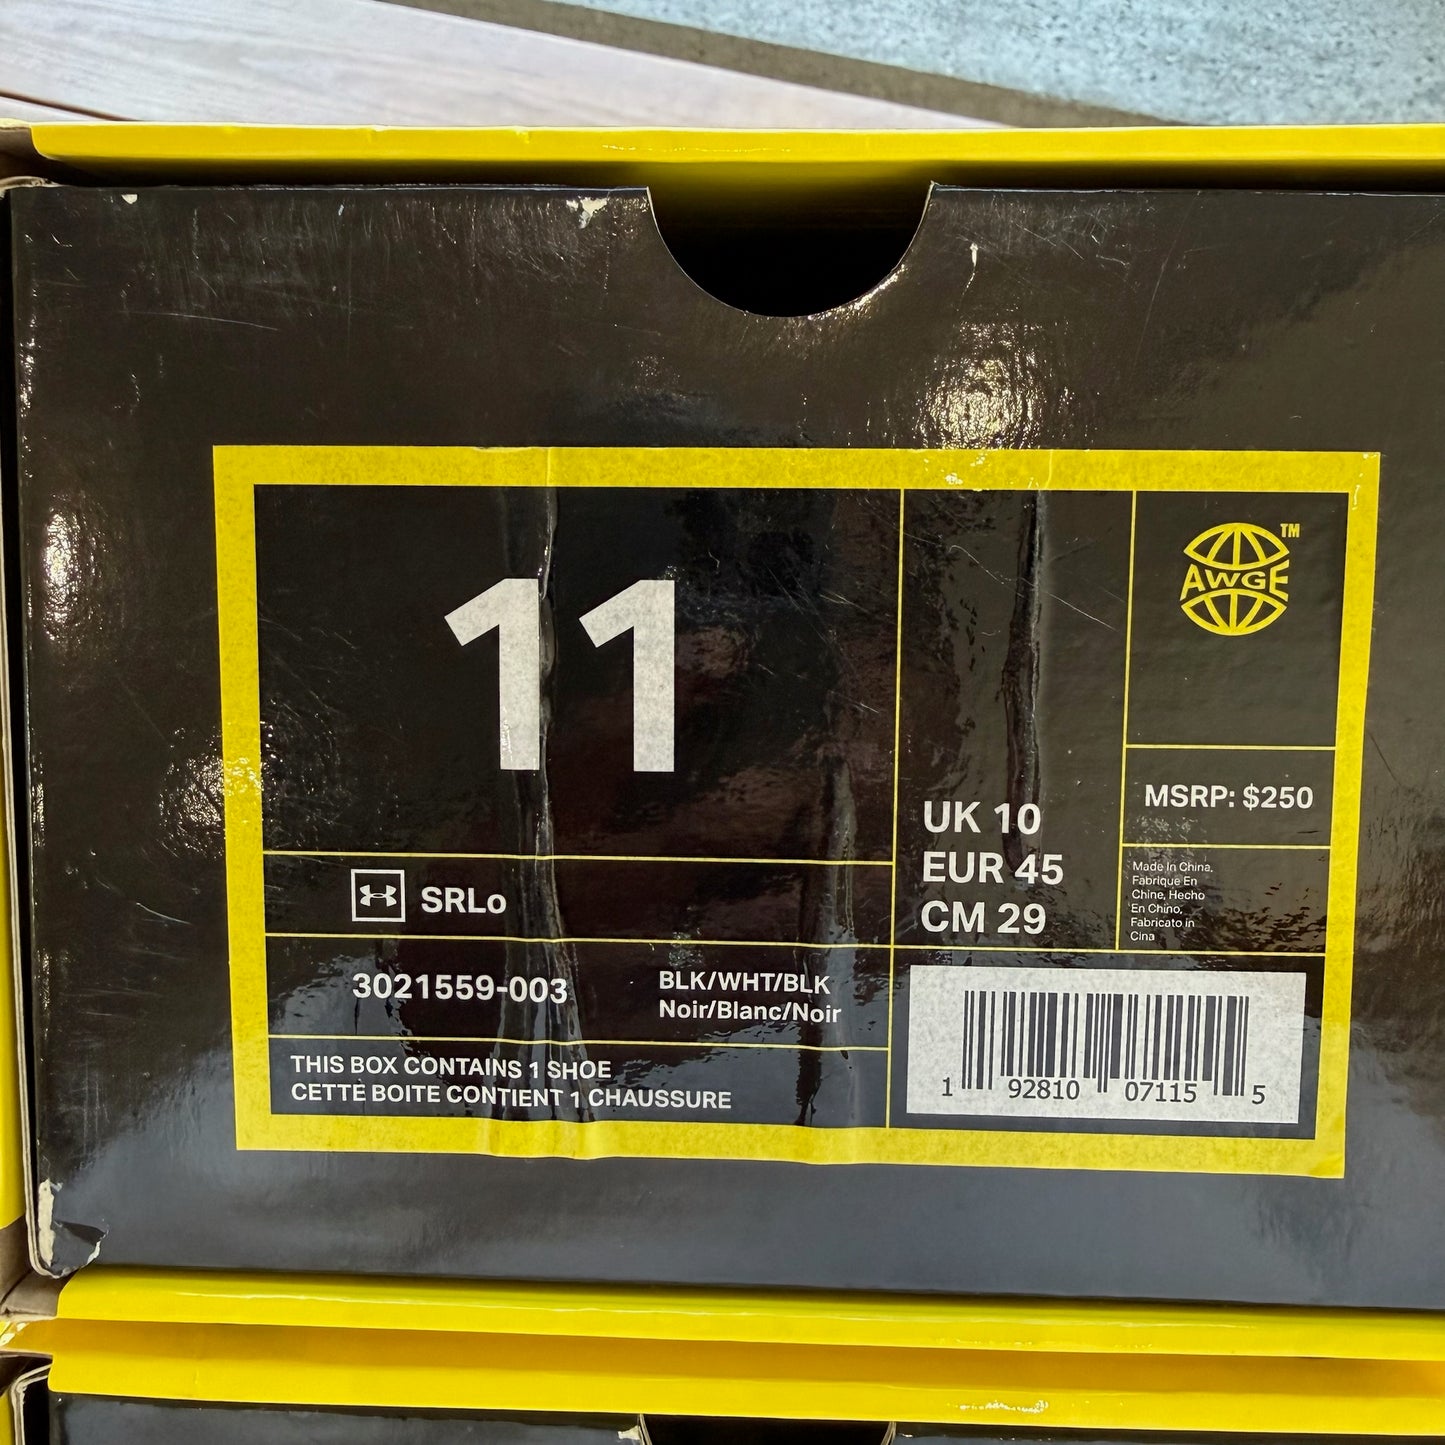 11
UK 10
EUR 45
CM 29
AWGE™
MSRP: $250
Made In China,
Fabrique En
Chine, Hecho
En Chino,
Fabricato in
Cina
SRLo
3021559-003
BLK/WHT/BLK
Noir/Blanc/Noir
THIS BOX CONTAINS 1 SHOE
CETTE BOITE CONTIENT 1 CHAUSSURE
1 92810 07115 5